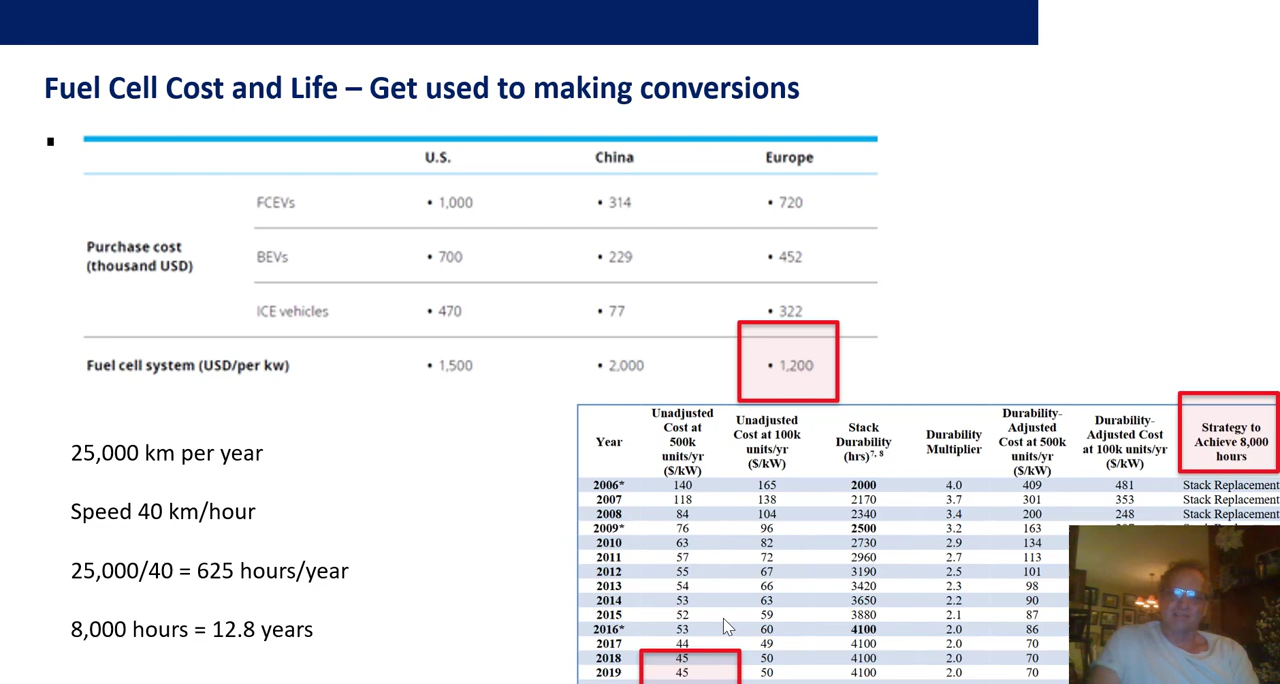 Fuel Cell Cost and Life – Get used to making conversions
U.S. China Europe
FCEVs • 1,000 • 314 • 720
Purchase cost
(thousand USD)
BEVs • 700 • 229 • 452
ICE vehicles • 470 • 77 • 322
Fuel cell system (USD/per kw) • 1,500 • 2,000 • 1,200
25,000 km per year
Speed 40 km/hour
25,000/40 = 625 hours/year
8,000 hours = 12.8 years
Year
Unadjusted
Cost at
500k
units/yr
($/kW)
Unadjusted
Cost at 100k
units/yr
($/kW)
Stack
Durability
(hrs)7, 8
Durability
Multiplier
Durability-
Adjusted
Cost at 500k
units/yr
($/kW)
Durability-
Adjusted Cost
at 100k units/yr
($/kW)
Strategy to
Achieve 8,000
hours
2006* 140 165 2000 4.0 409 481 Stack Replacement
2007 118 138 2170 3.7 301 353 Stack Replacement
2008 84 104 2340 3.4 200 248 Stack Replacement
2009* 76 96 2500 3.2 163
2010 63 82 2730 2.9 134
2011 57 72 2960 2.7 113
2012 55 67 3190 2.5 101
2013 54 66 3420 2.3 98
2014 53 63 3650 2.2 90
2015 52 59 3880 2.1 87
2016* 53 60 4100 2.0 86
2017 44 49 4100 2.0 70
2018 45 50 4100 2.0 70
2019 45 50 4100 2.0 70